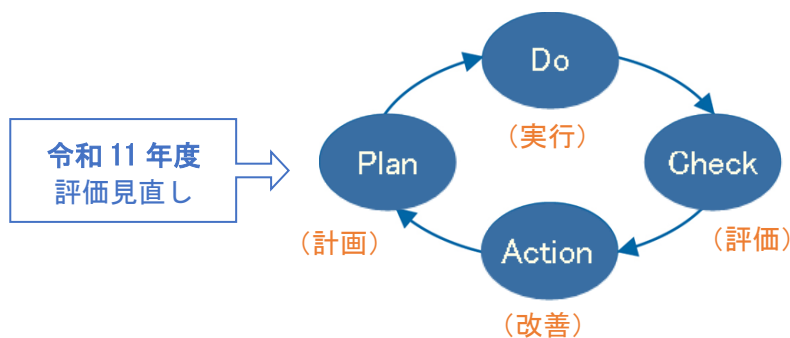 Do
(実行)
令和 11 年度
評価見直し
Plan
(計画)
Check
(評価)
Action
(改善)